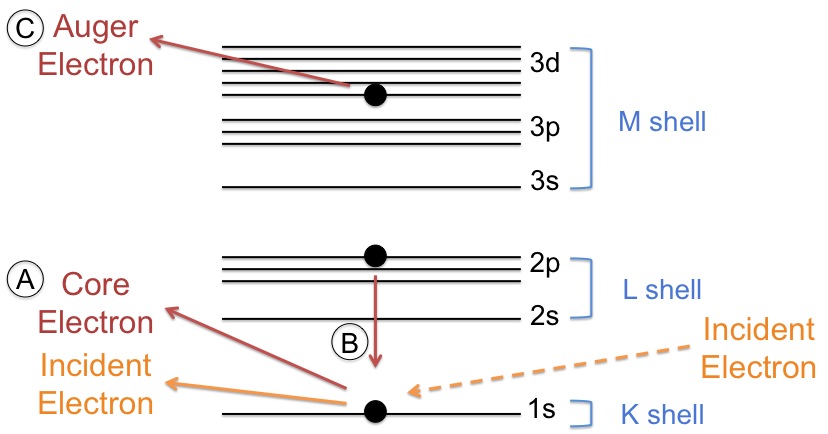 C Auger
Electron
3d
3p
M shell
3s
A Core
Electron
Incident
Electron
2p
L shell
2s
B
Incident
Electron
1s
K shell